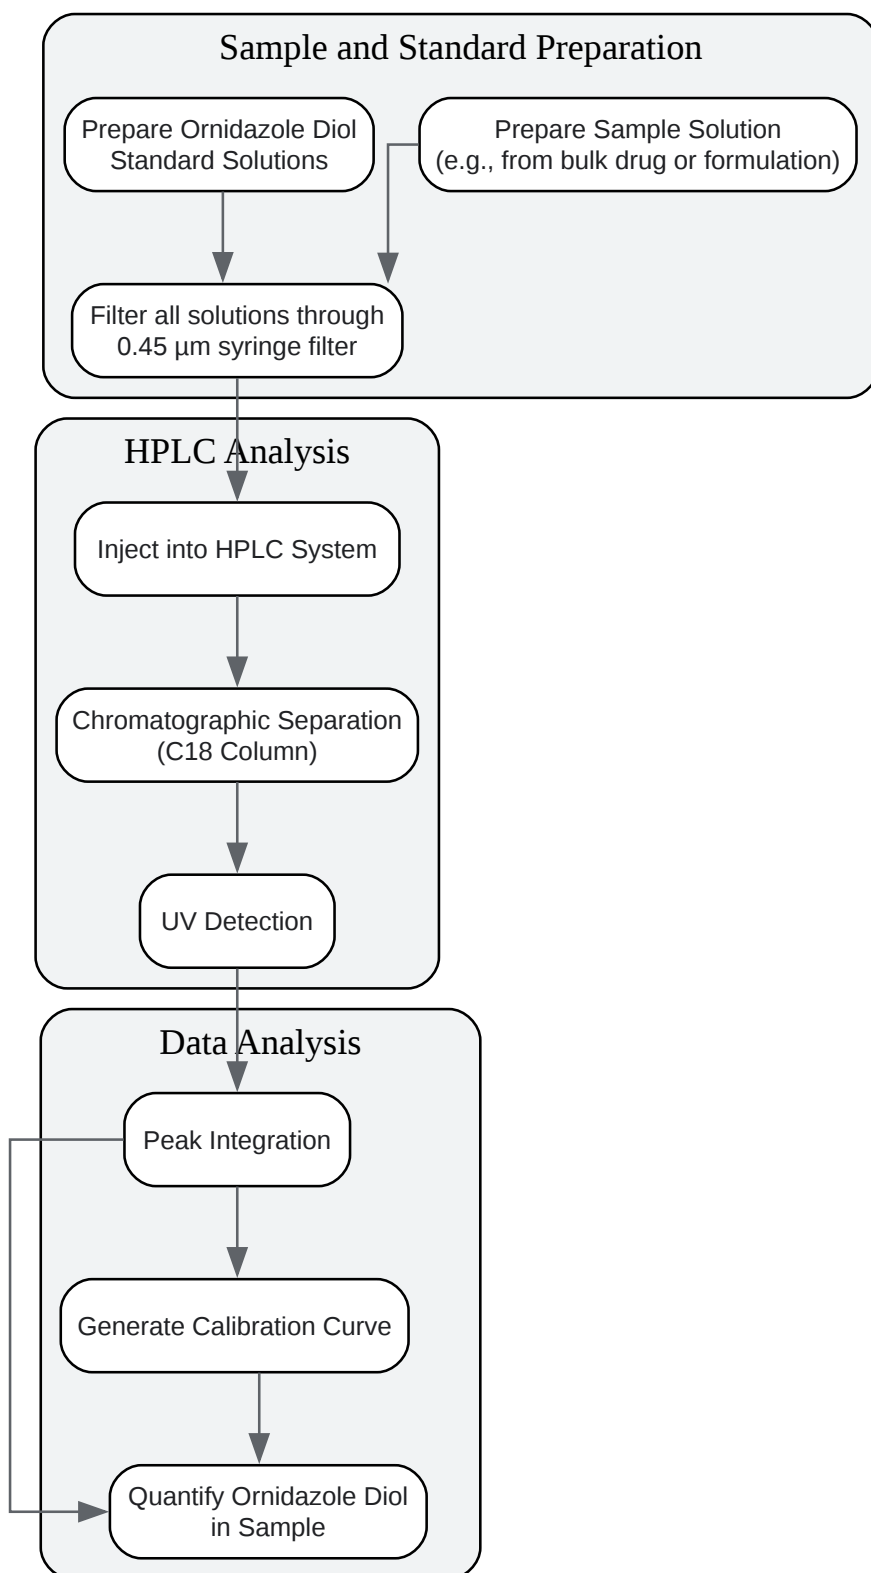 Sample and Standard Preparation
Prepare Ornidazole Diol
Standard Solutions
Prepare Sample Solution
(e.g., from bulk drug or formulation)
Filter all solutions through
0.45 µm syringe filter
HPLC Analysis
Inject into HPLC System
Chromatographic Separation
(C18 Column)
UV Detection
Data Analysis
Peak Integration
Generate Calibration Curve
Quantify Ornidazole Diol
in Sample